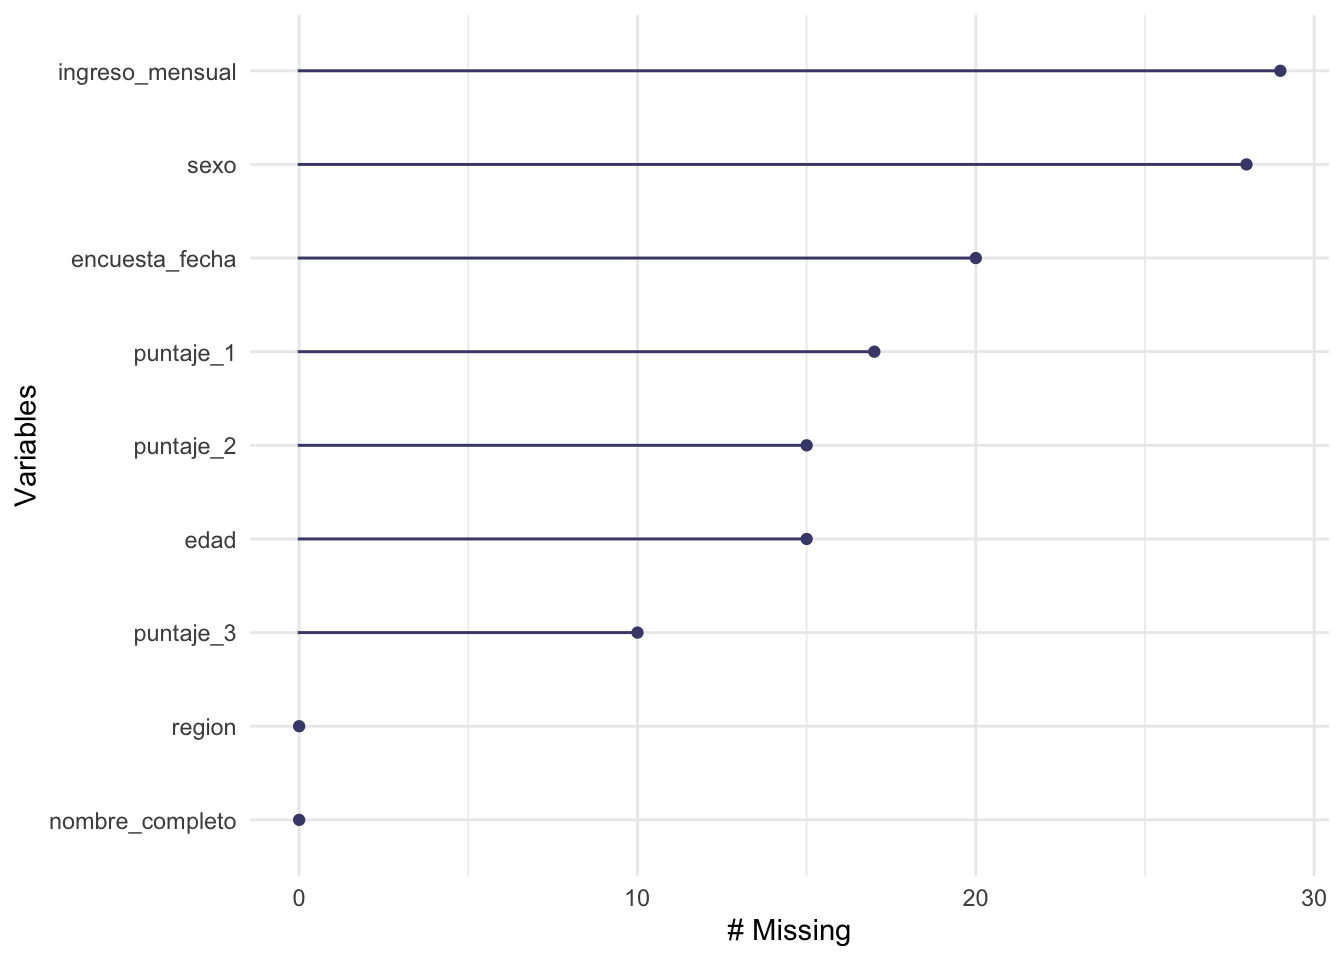 ingreso_mensual
sexo
encuesta_fecha
puntaje_1
puntaje_2
edad
puntaje_3
region
nombre_completo
Variables
0 10 20 30
# Missing